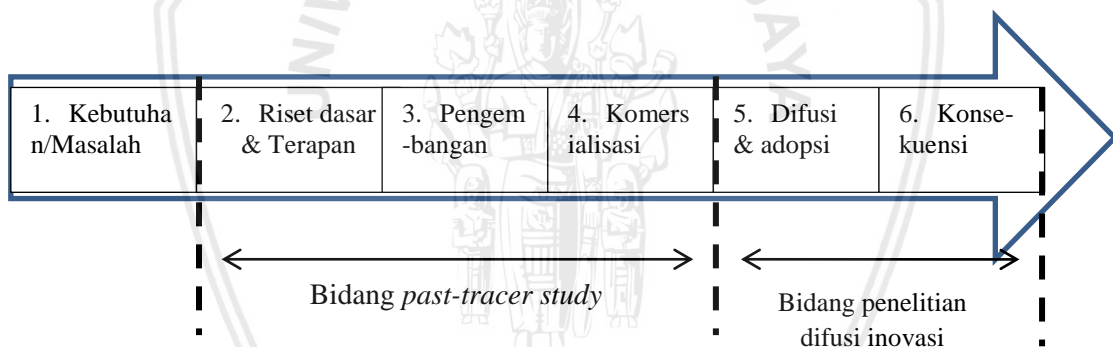 1. Kebutuha
n/Masalah
2. Riset dasar
& Terapan
3. Pengem
-bangan
4. Komers
ialisasi
5. Difusi
& adopsi
6. Konse-
kuensi
Bidang past-tracer study
Bidang penelitian
difusi inovasi